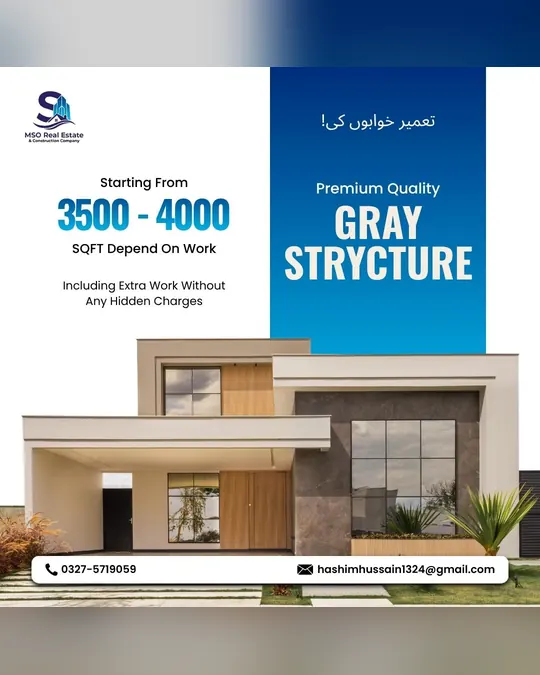 MSO Real Estate
& Construction Company
تعمیر خوابوں کی!
Starting From
3500 - 4000
SQFT Depend On Work
Including Extra Work Without
Any Hidden Charges
Premium Quality
GRAY
STRYCTURE
0327-5719059
hashimhussain1324@gmail.com